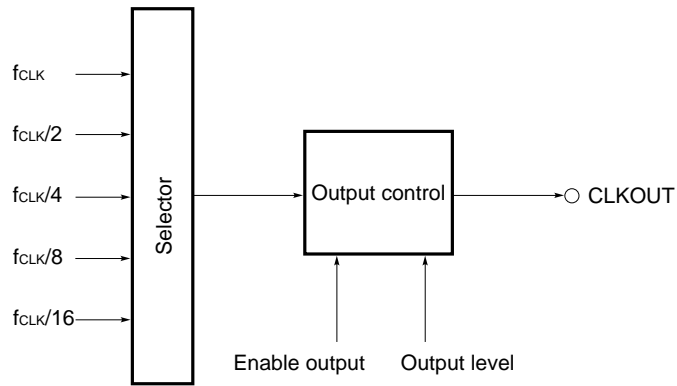 fCLK
fCLK/2
fCLK/4
fCLK/8
fCLK/16
Selector
Output control
CLKOUT
Enable output
Output level